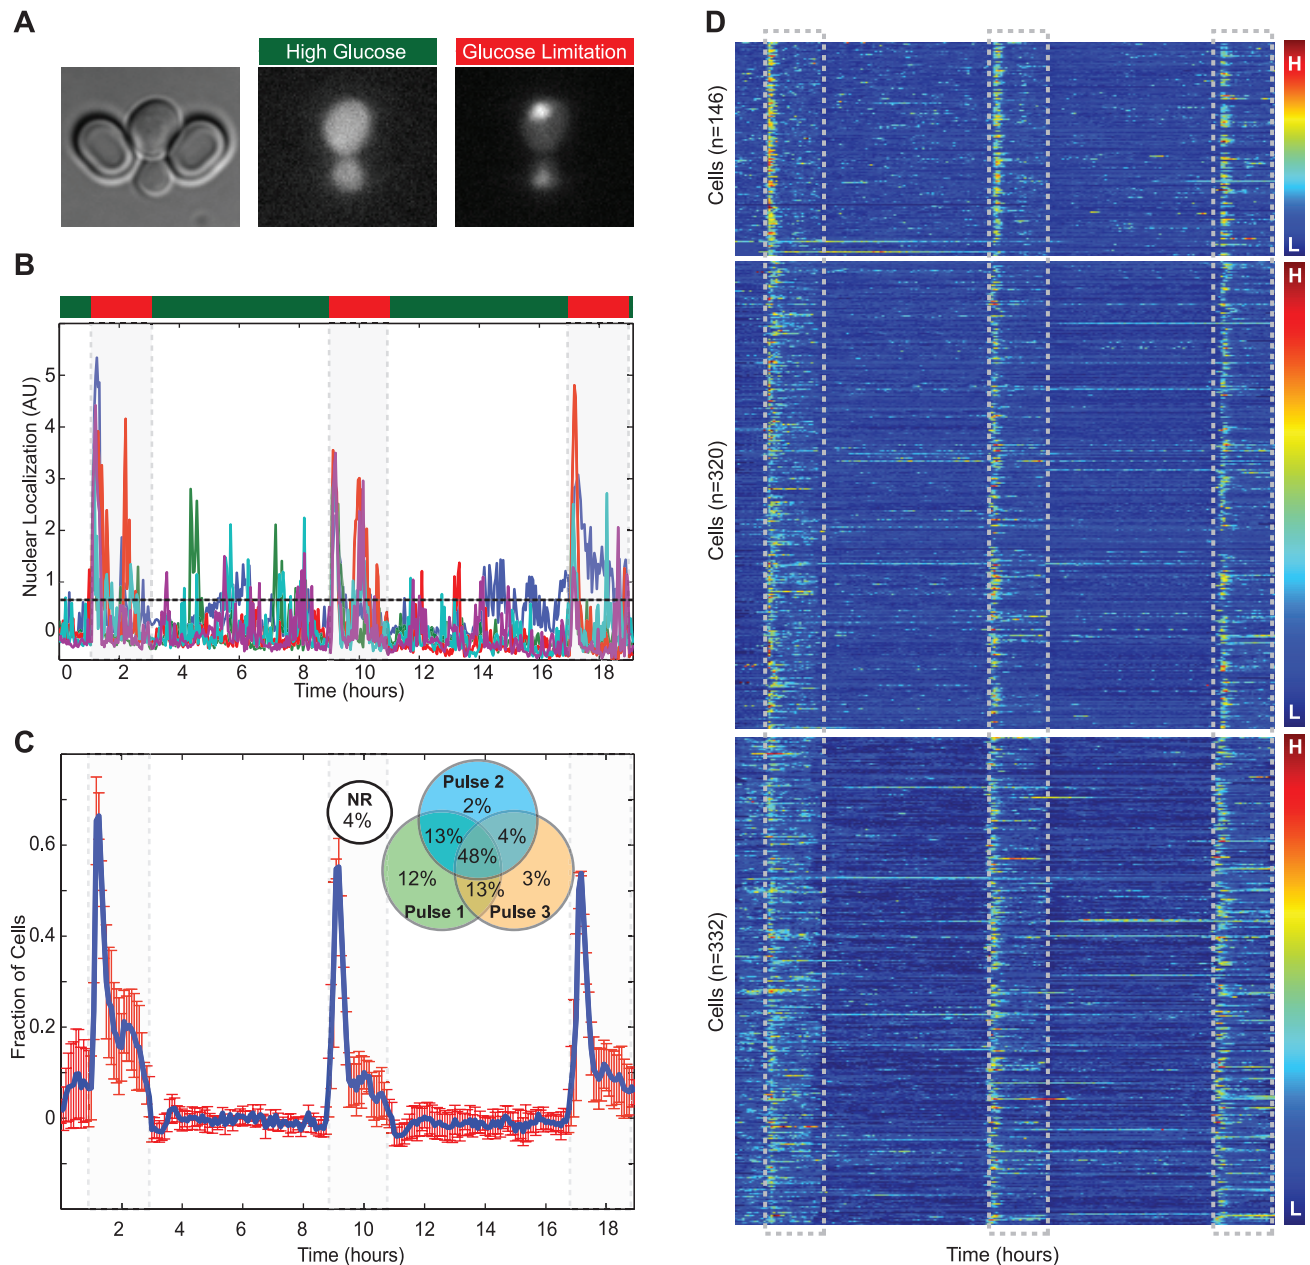 A
High Glucose
Glucose Limitation
B
Nuclear Localization (AU)
5
4
3
2
1
0
0 2 4 6 8 10 12 14 16 18
Time (hours)
C
Fraction of Cells
0.6
0.4
0.2
0
NR
4%
Pulse 2
2%
13% 4%
48%
12% 13% 3%
Pulse 1 Pulse 3
2 4 6 8 10 12 14 16 18
Time (hours)
D
Cells (n=146)
H
L
Cells (n=320)
H
L
Cells (n=332)
H
L
Time (hours)